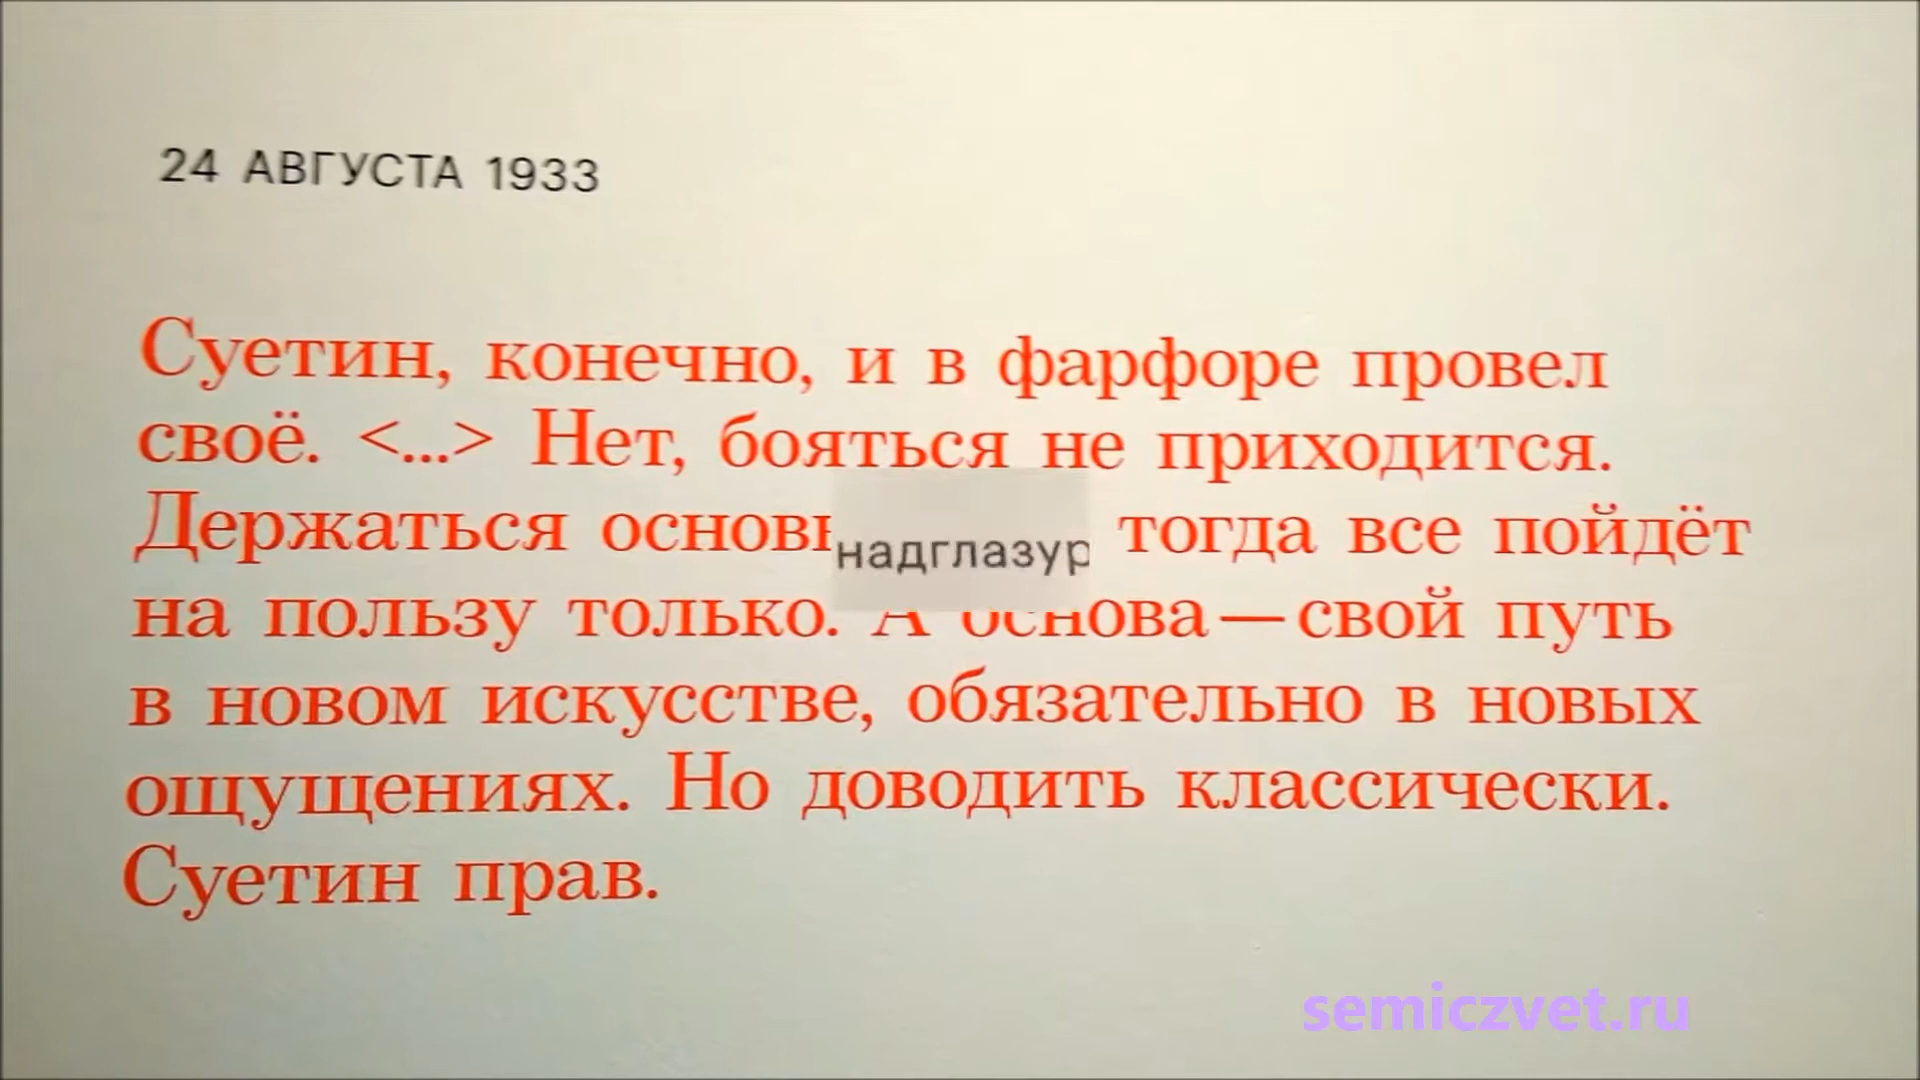 24 АВГУСТА 1933
Суетин, конечно, и в фарфоре провел
своё. <...> Нет, бояться не приходится.
Держаться надглазур тогда все пойдёт
на пользу только. А основа — свой путь
в новом искусстве, обязательно в новых
ощущениях. Но доводить классически.
Суетин прав.
semiczvet.ru